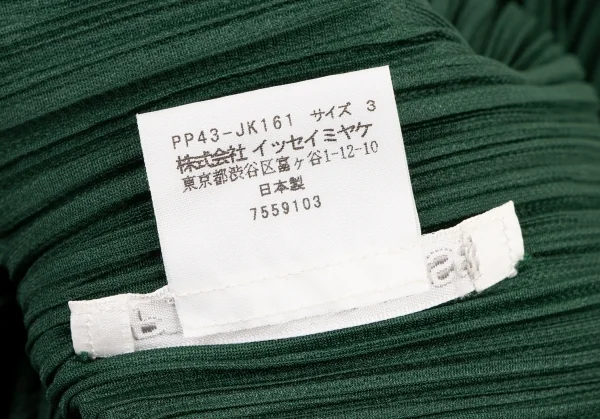 PP43-JK161 サイズ 3
株式会社 イッセイミヤケ
東京都渋谷区富ヶ谷1-12-10
日本製
7559103